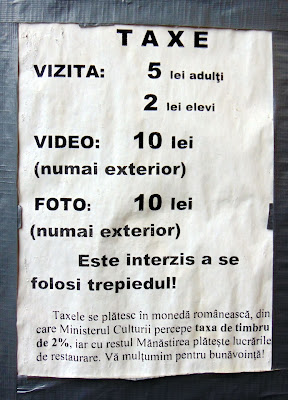 TAXE
VIZITA: 5 lei adulţi
2 lei elevi
VIDEO: 10 lei
(numai exterior)
FOTO: 10 lei
(numai exterior)
Este interzis a se
folosi trepiedul!
Taxele se plătesc în monedă românească, din
care Ministerul Culturii percepe taxa de timbru
de 2%, iar cu restul Mănăstirea plăteşte lucrările
de restaurare. Vă mulţumim pentru bunăvoinţă!